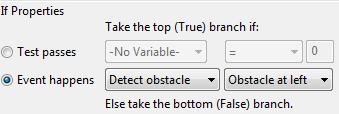 If Properties
Take the top (True) branch if:
Test passes -No Variable- = 0
Event happens Detect obstacle Obstacle at left
Else take the bottom (False) branch.